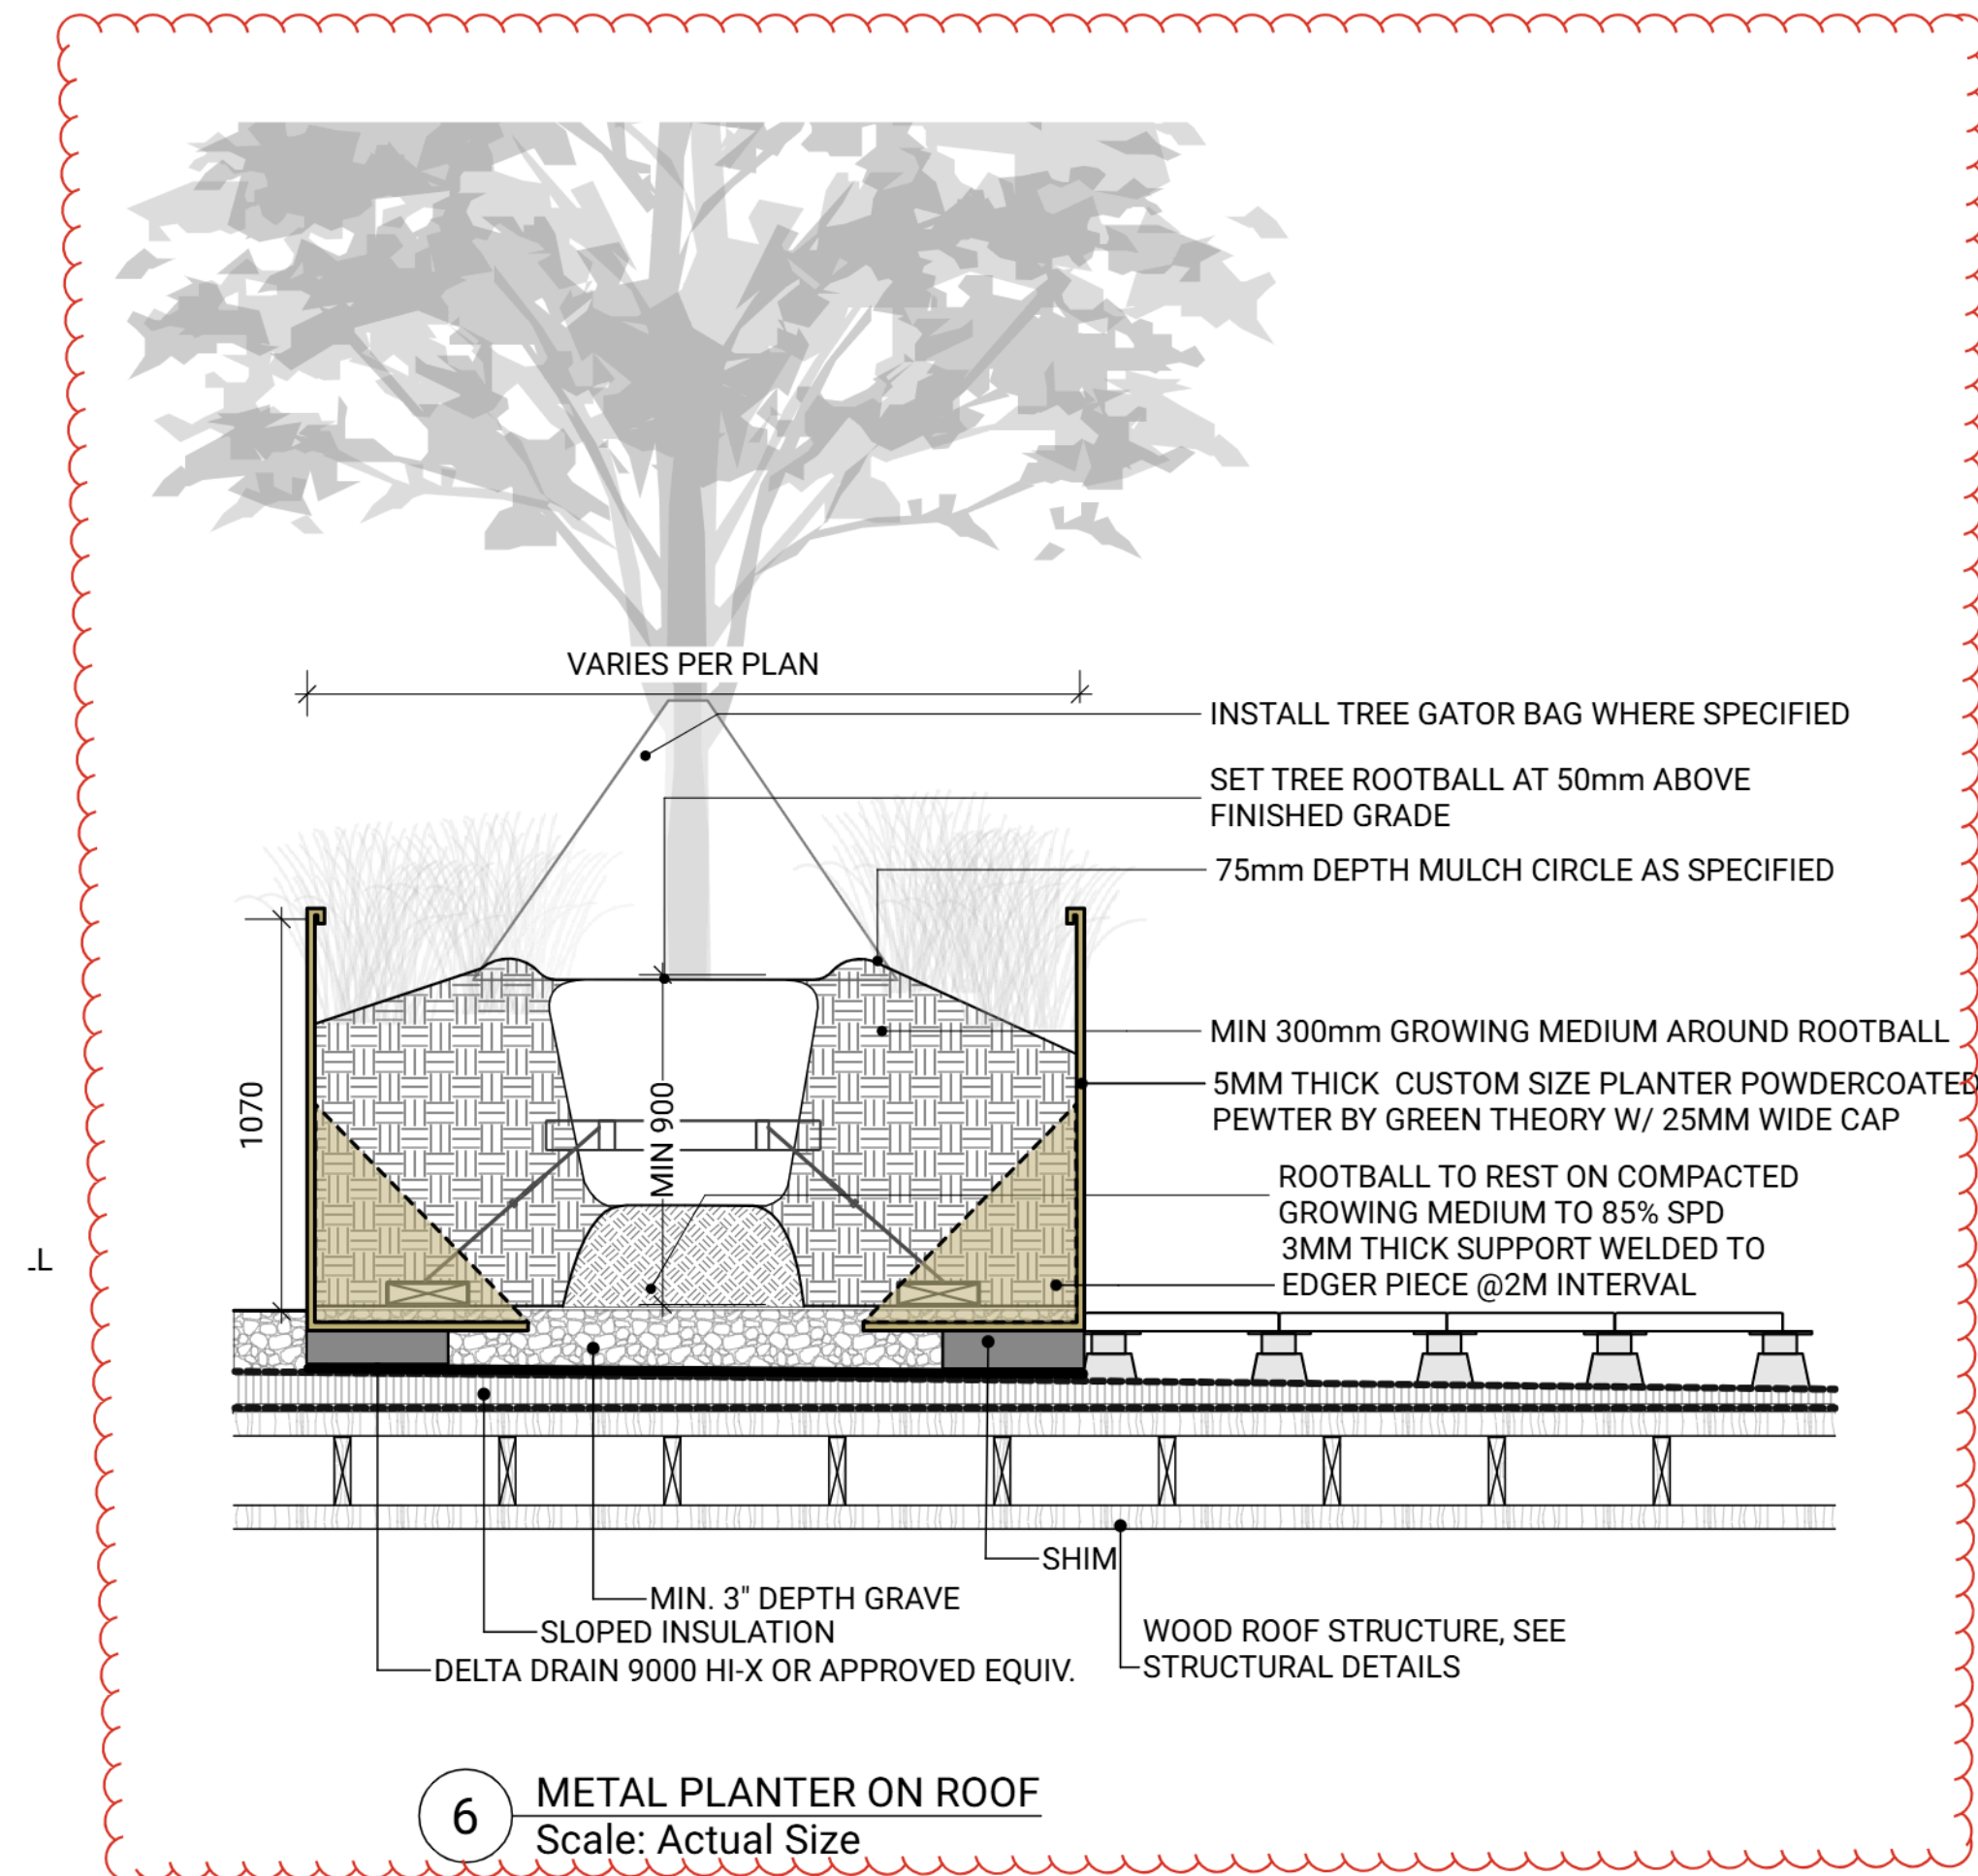 VARIES PER PLAN
INSTALL TREE GATOR BAG WHERE SPECIFIED
SET TREE ROOTBALL AT 50mm ABOVE
FINISHED GRADE
75mm DEPTH MULCH CIRCLE AS SPECIFIED
MIN 300mm GROWING MEDIUM AROUND ROOTBALL
5MM THICK CUSTOM SIZE PLANTER POWDERCOATED
PEWTER BY GREEN THEORY W/ 25MM WIDE CAP
1070
MIN 900
ROOTBALL TO REST ON COMPACTED
GROWING MEDIUM TO 85% SPD
3MM THICK SUPPORT WELDED TO
EDGER PIECE @2M INTERVAL
-L
SHIM
MIN. 3" DEPTH GRAVE
SLOPED INSULATION
DELTA DRAIN 9000 HI-X OR APPROVED EQUIV.
WOOD ROOF STRUCTURE, SEE
STRUCTURAL DETAILS
6
METAL PLANTER ON ROOF
Scale: Actual Size